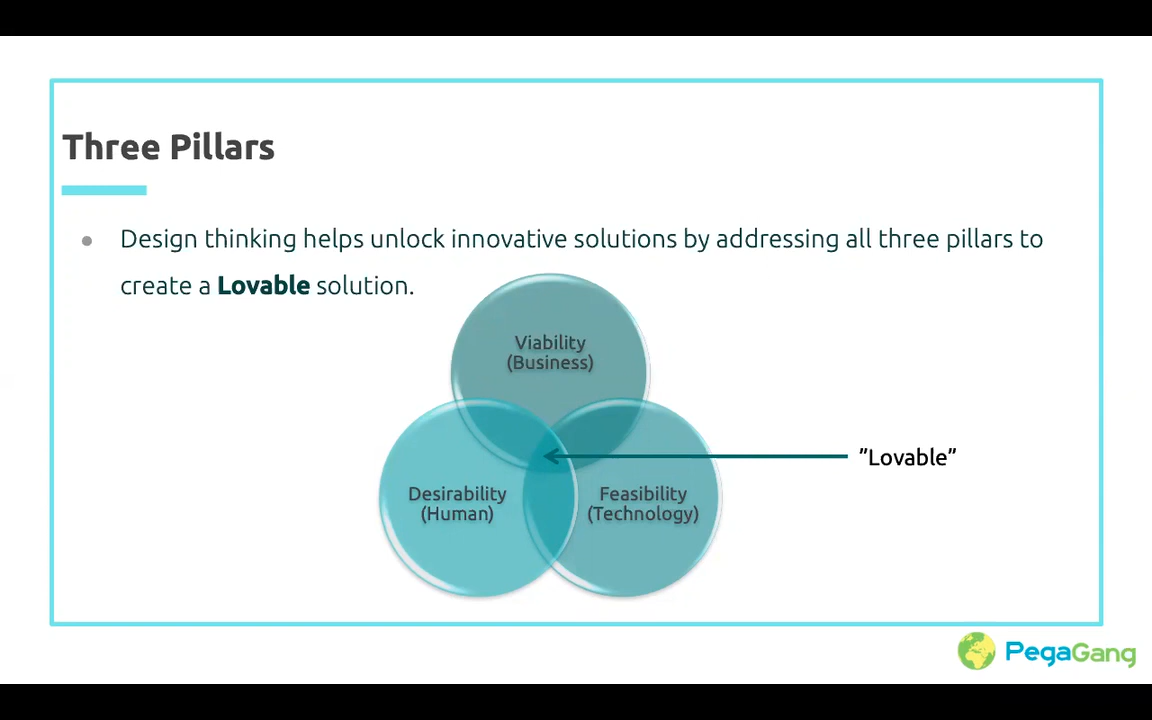 Three Pillars
● Design thinking helps unlock innovative solutions by addressing all three pillars to
create a Lovable solution.
Viability
(Business)
Desirability
(Human)
Feasibility
(Technology)
”Lovable”
PegaGang